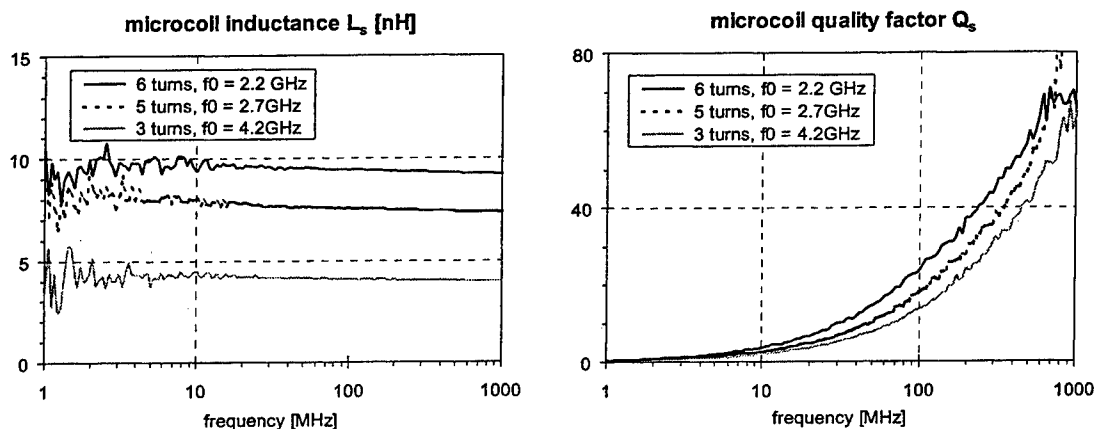 microcoil inductance Ls [nH]
15
10
5
0
6 turns, f0 = 2.2 GHz
5 turns, f0 = 2.7GHz
3 turns, f0 = 4.2GHz
1
10
100
1000
frequency [MHz]
microcoil quality factor Qs
80
40
0
6 turns, f0 = 2.2 GHz
5 turns, f0 = 2.7GHz
3 turns, f0 = 4.2GHz
1
10
100
1000
frequency [MHz]